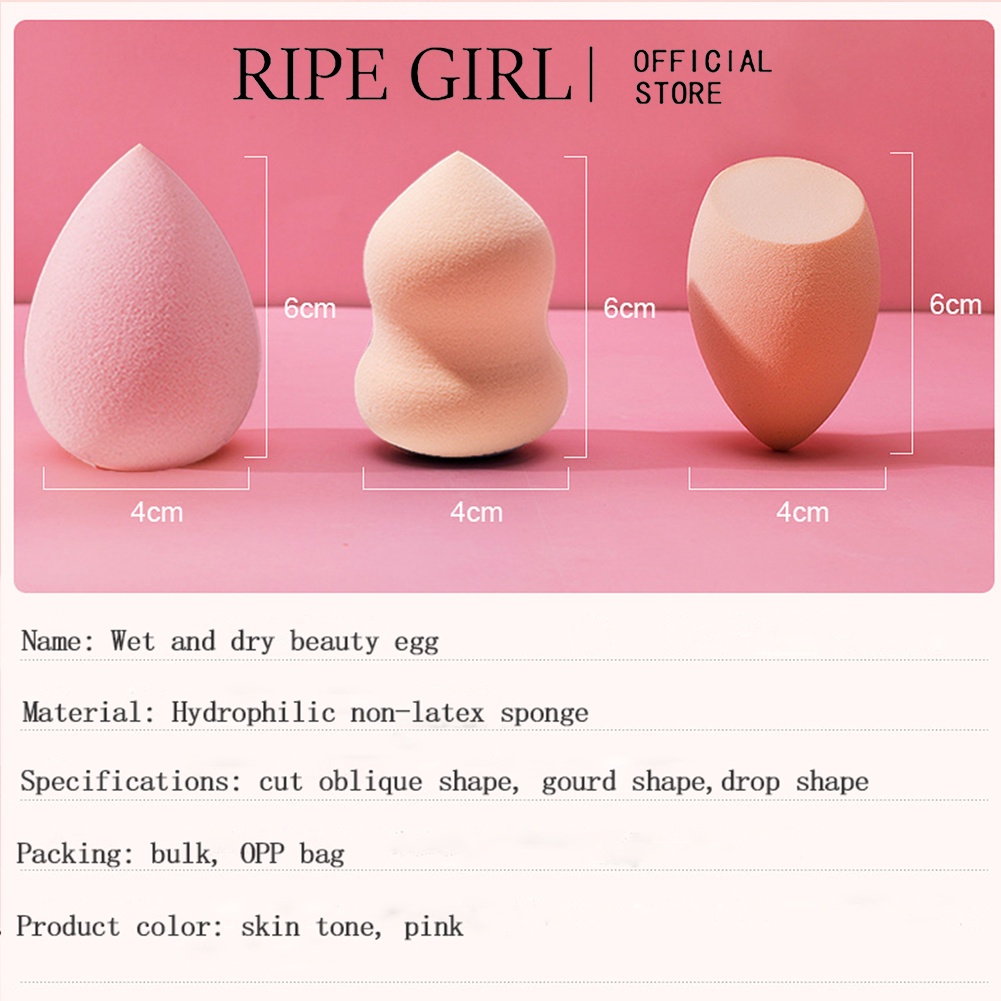 RIPE GIRL | OFFICIAL
STORE
6cm
6cm
6cm
4cm
4cm
4cm
Name: Wet and dry beauty egg
Material: Hydrophilic non-latex sponge
Specifications: cut oblique shape, gourd shape,drop shape
Packing: bulk, OPP bag
Product color: skin tone, pink